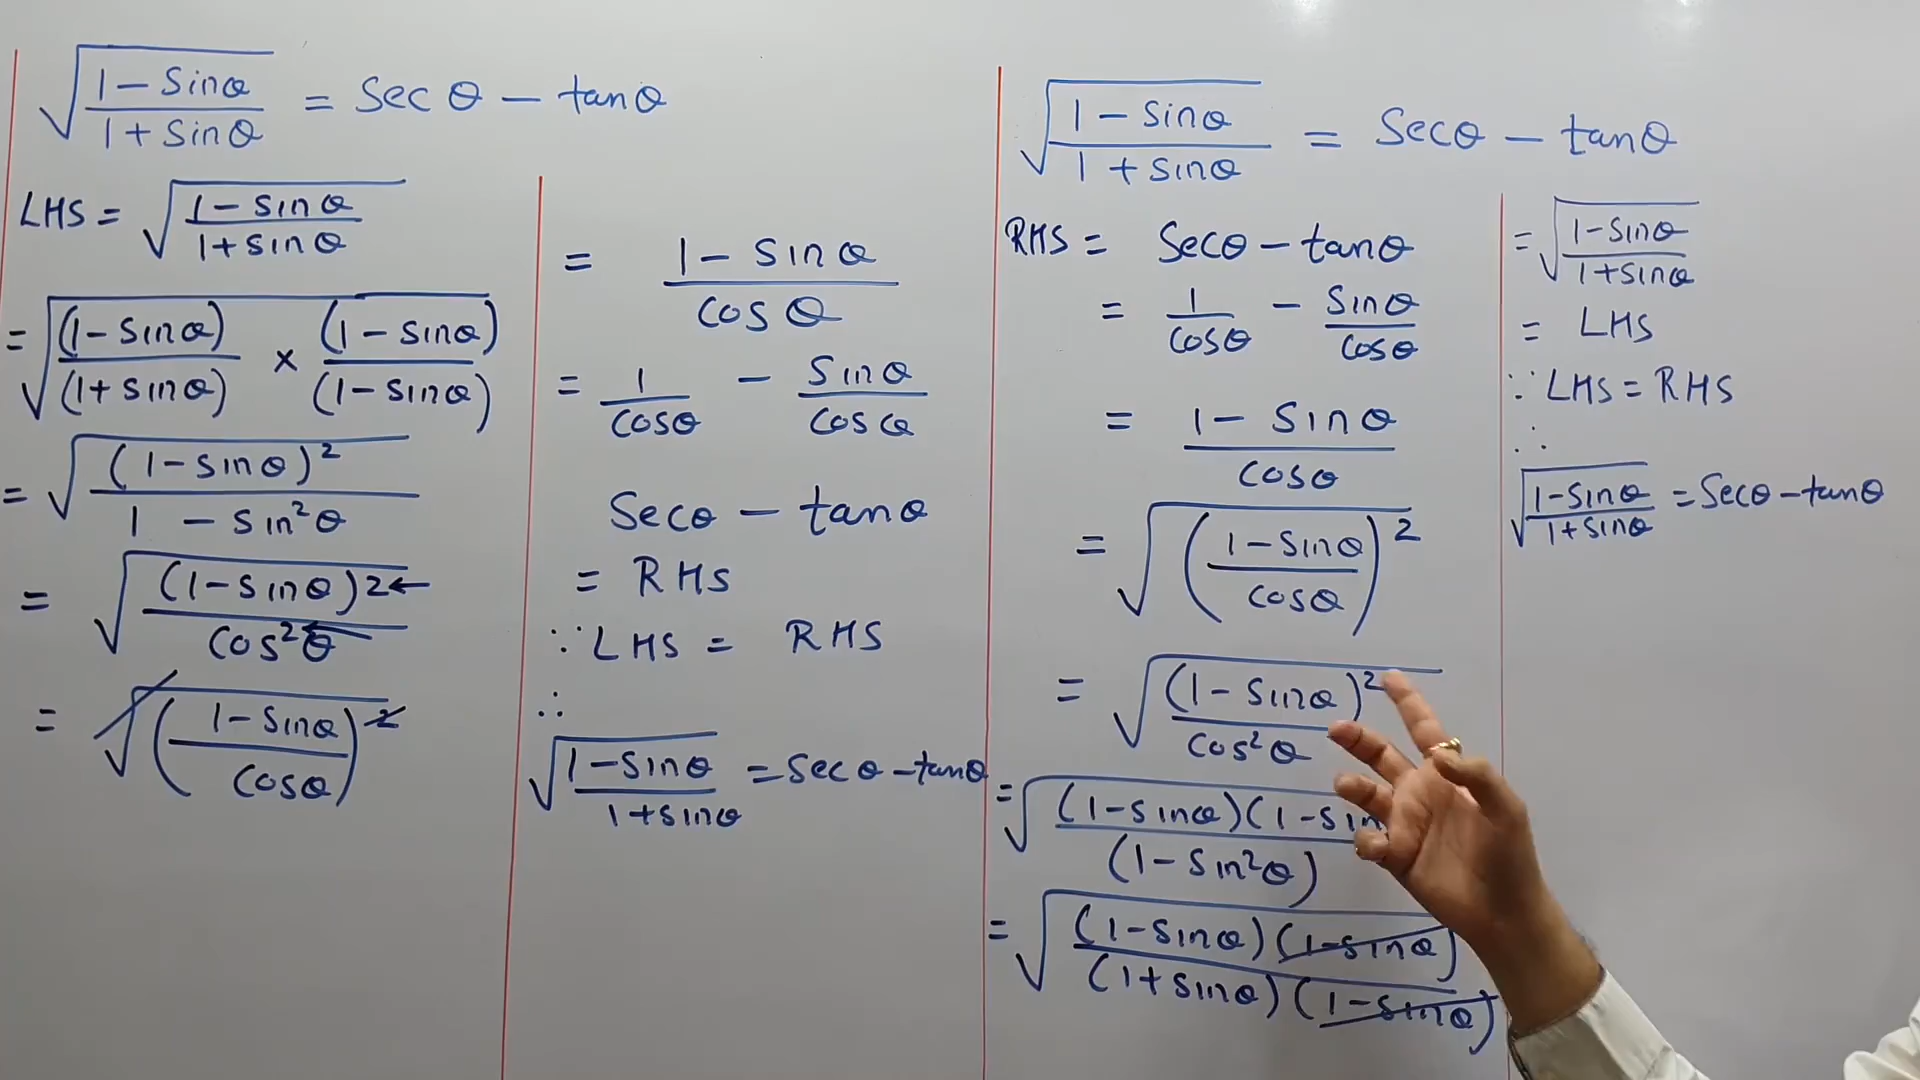 √((1 - sinθ)/(1 + sinθ)) = secθ - tanθ
LHS = √((1 - sinθ)/(1 + sinθ))
= √((1 - sinθ)/(1 + sinθ) × (1 - sinθ)/(1 - sinθ))
= √((1 - sinθ)²/(1 - sin²θ))
= √((1 - sinθ)²/cos²θ) ←
= √((1 - sinθ)/cosθ)²
= (1 - sinθ)/cosθ
= 1/cosθ - sinθ/cosθ
secθ - tanθ
= RHS
∵ LHS = RHS
∴
√((1 - sinθ)/(1 + sinθ)) = secθ - tanθ
√((1 - sinθ)/(1 + sinθ)) = secθ - tanθ
RHS = secθ - tanθ
= 1/cosθ - sinθ/cosθ
= (1 - sinθ)/cosθ
= √((1 - sinθ)/cosθ)²
= √((1 - sinθ)²/cos²θ)
= √((1 - sinθ)(1 - sin/(1 - sin²θ))
= √((1 - sinθ)(1 - sinθ)/(1 + sinθ)(1 - sinθ))
= √((1 - sinθ)/(1 + sinθ))
= LHS
∵ LHS = RHS
∴
√((1 - sinθ)/(1 + sinθ)) = secθ - tanθ